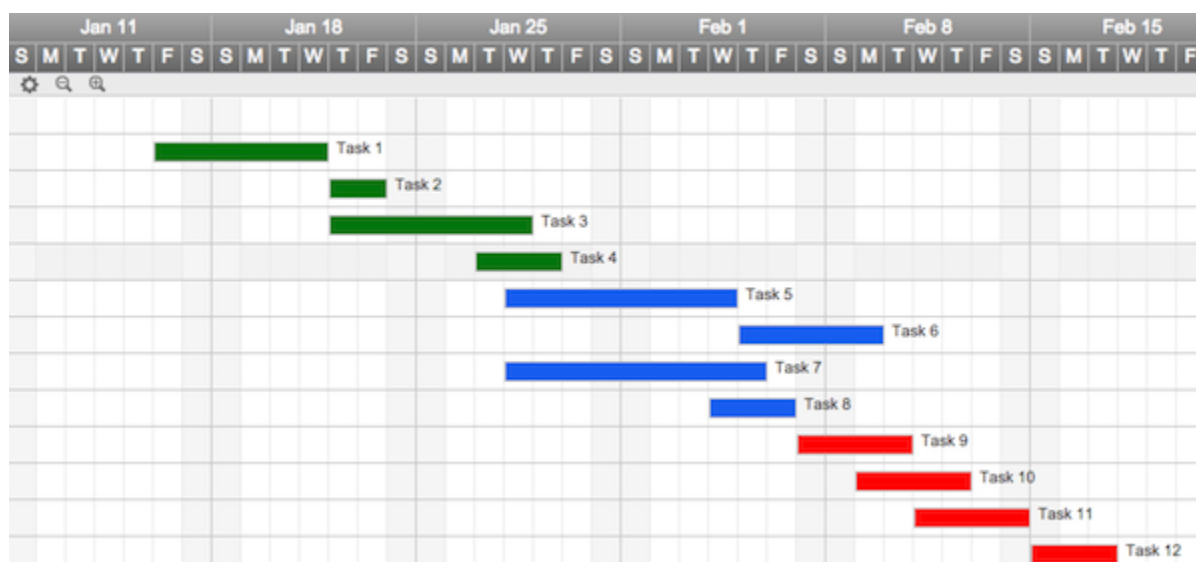 Jan 11 Jan 18 Jan 25 Feb 1 Feb 8 Feb 15
S M T W T F S S M T W T F S S M T W T F S S M T W T F S S M T W T F S S M T W T F
Task 1
Task 2
Task 3
Task 4
Task 5
Task 6
Task 7
Task 8
Task 9
Task 10
Task 11
Task 12